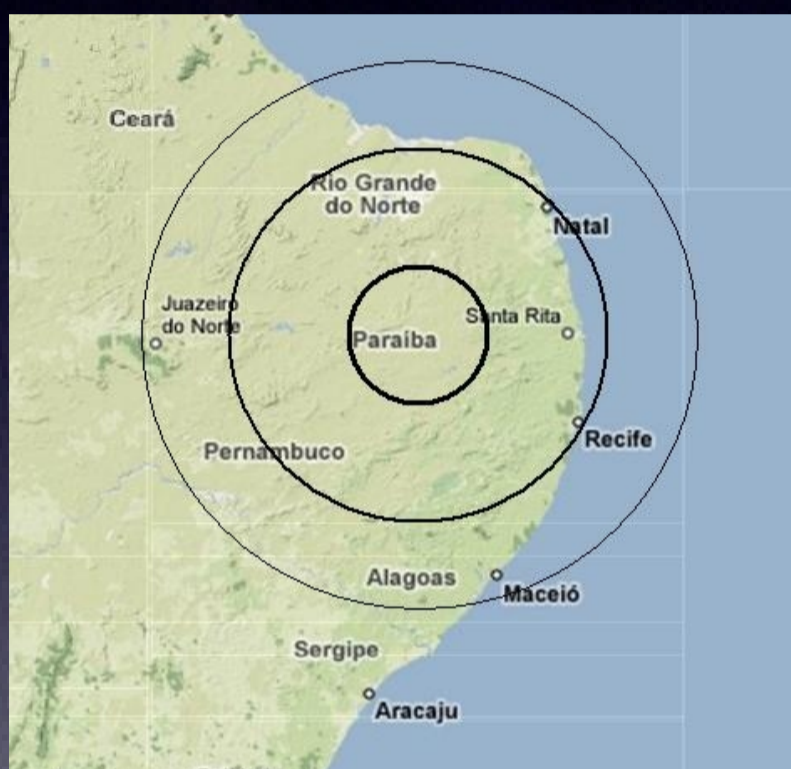 Ceará
Rio Grande
do Norte
Natal
Juazeiro
do Norte
Santa Rita
Paraíba
Recife
Pernambuco
Alagoas
Maceió
Sergipe
Aracaju